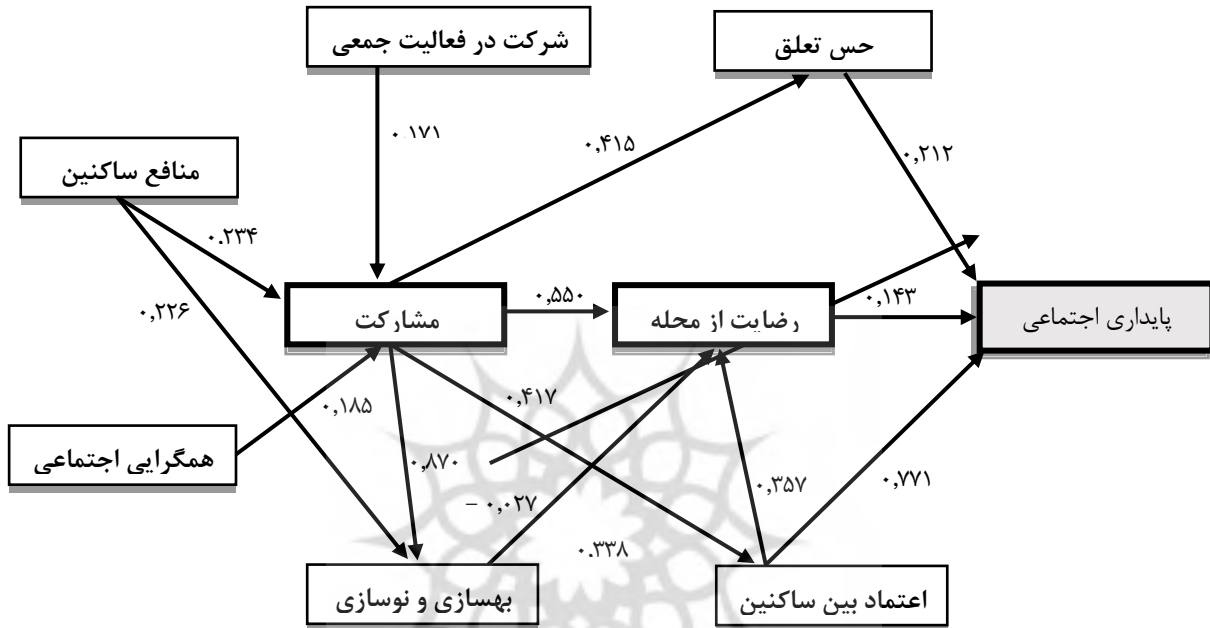 شرکت در فعالیت جمعی
حس تعلق
۰.۱۷۱
۰,۴۱۵
۰,۲۱۲
منافع ساکنین
۰.۲۳۴
۰,۲۲۶
مشارکت
۰,۵۵۰
رضایت از محله
۰,۱۴۳
پایداری اجتماعی
۰,۱۸۵
۰,۴۱۷
همگرایی اجتماعی
۰,۸۷۰
– ۰,۰۲۷
۰,۳۵۷
۰,۷۷۱
۰.۳۳۸
بهسازی و نوسازی
اعتماد بین ساکنین